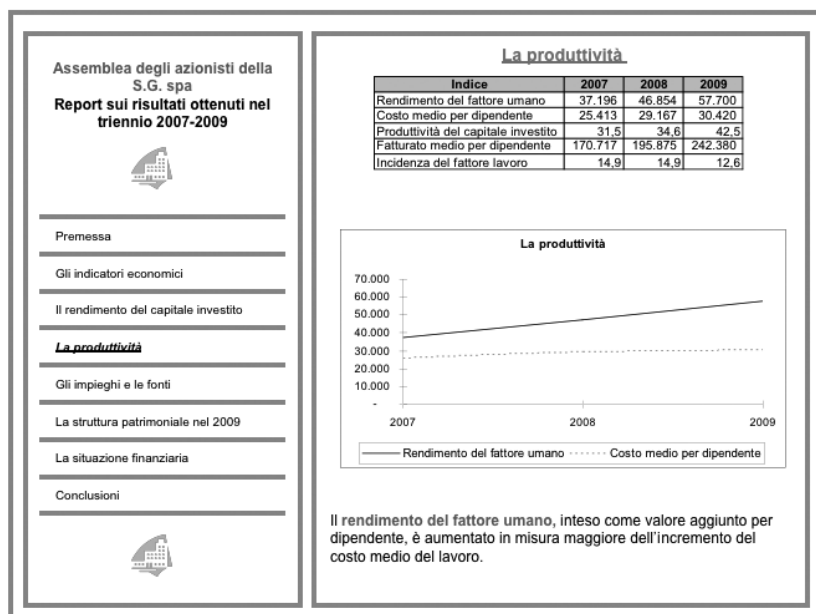 Assemblea degli azionisti della
S.G. spa
Report sui risultati ottenuti nel
triennio 2007-2009
Premessa
Gli indicatori economici
Il rendimento del capitale investito
La produttività
Gli impieghi e le fonti
La struttura patrimoniale nel 2009
La situazione finanziaria
Conclusioni
La produttività
Indice 2007 2008 2009
Rendimento del fattore umano 37.196 46.854 57.700
Costo medio per dipendente 25.413 29.167 30.420
Produttività del capitale investito 31,5 34,6 42,5
Fatturato medio per dipendente 170.717 195.875 242.380
Incidenza del fattore lavoro 14,9 14,9 12,6
La produttività
70.000
60.000
50.000
40.000
30.000
20.000
10.000
-
2007 2008 2009
Rendimento del fattore umano Costo medio per dipendente
Il rendimento del fattore umano, inteso come valore aggiunto per
dipendente, è aumentato in misura maggiore dell'incremento del
costo medio del lavoro.